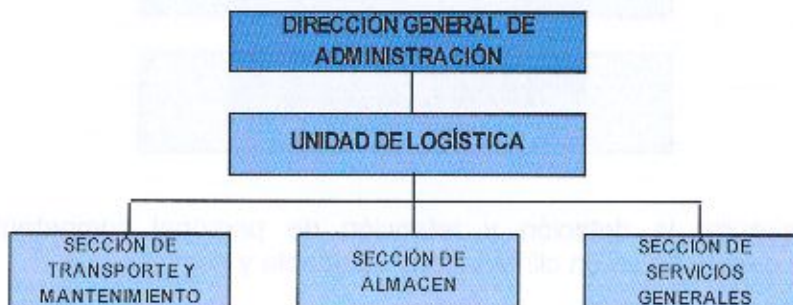 DIRECCIÓN GENERAL DE
ADMINISTRACIÓN
UNIDAD DE LOGÍSTICA
SECCIÓN DE
TRANSPORTE Y
MANTENIMIENTO
SECCIÓN DE
ALMACEN
SECCIÓN DE
SERVICIOS
GENERALES